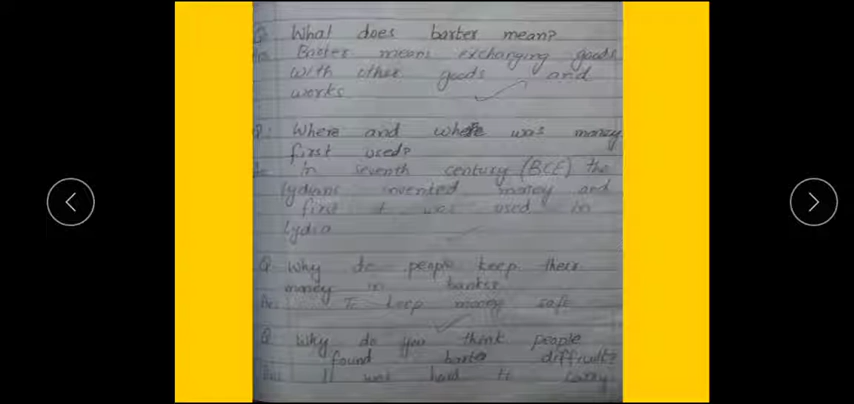 Q What does barter mean?
Ans Barter means exchanging goods
with other goods and
works
Q: Where and where was money
first used?
In seventh century (BCE) the
lydians invented money and
first it was used in
lydia
Q Why do people keep their
money in banks?
Ans To keep money safe
Q Why do you think people
found barter difficult?
Ans It was hard to carry